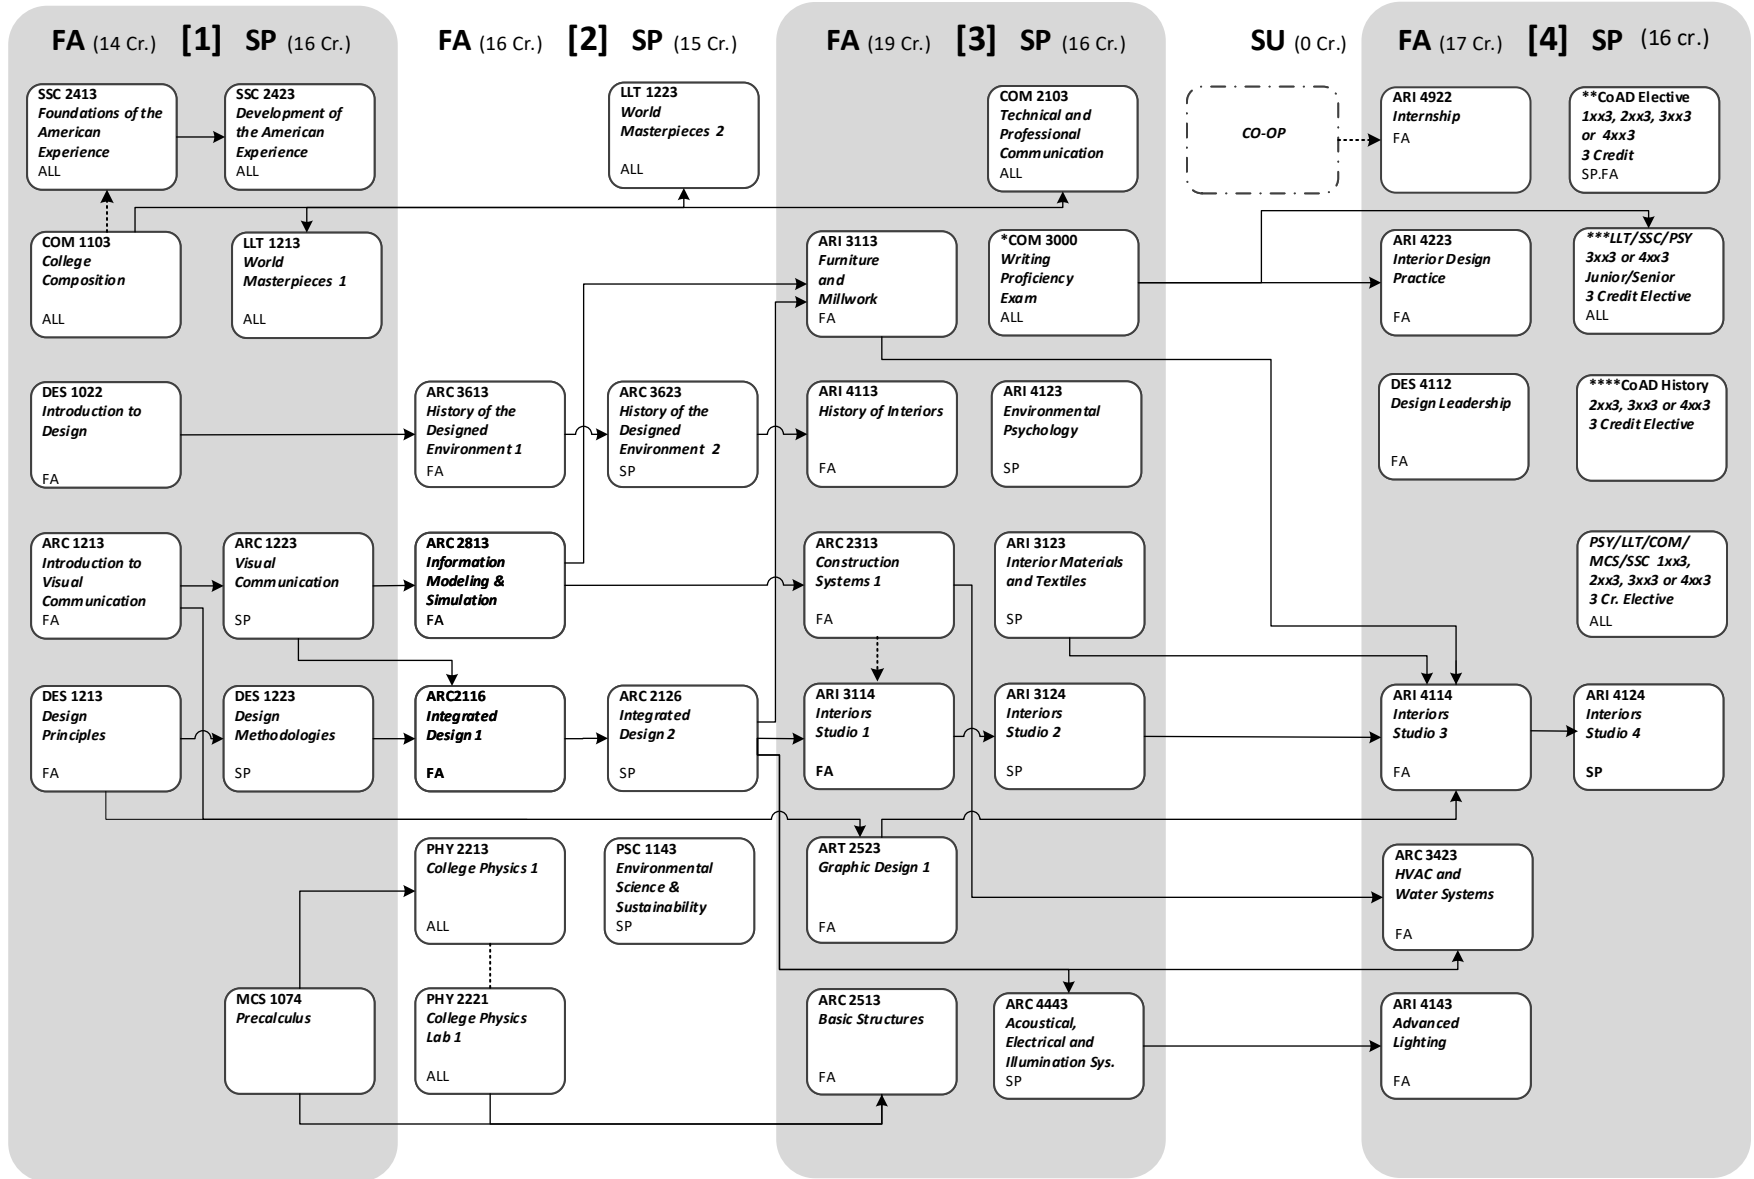 FA (14 Cr.) [1] SP (16 Cr.)
FA (16 Cr.) [2] SP (15 Cr.)
FA (19 Cr.) [3] SP (16 Cr.)
SU (0 Cr.)
FA (17 Cr.) [4] SP (16 cr.)
SSC 2413
Foundations of the
American
Experience
ALL
SSC 2423
Development of
the American
Experience
ALL
LLT 1223
World
Masterpieces 2
ALL
COM 2103
Technical and
Professional
Communication
ALL
CO-OP
ARI 4922
Internship
FA
**CoAD Elective
1xx3, 2xx3, 3xx3
or 4xx3
3 Credit
SP.FA
COM 1103
College
Composition
ALL
LLT 1213
World
Masterpieces 1
ALL
ARI 3113
Furniture
and
Millwork
FA
*COM 3000
Writing
Proficiency
Exam
ALL
ARI 4223
Interior Design
Practice
FA
***LLT/SSC/PSY
3xx3 or 4xx3
Junior/Senior
3 Credit Elective
ALL
DES 1022
Introduction to
Design
FA
ARC 3613
History of the
Designed
Environment 1
FA
ARC 3623
History of the
Designed
Environment 2
SP
ARI 4113
History of Interiors
FA
ARI 4123
Environmental
Psychology
SP
DES 4112
Design Leadership
FA
****CoAD History
2xx3, 3xx3 or 4xx3
3 Credit Elective
ARC 1213
Introduction to
Visual
Communication
FA
ARC 1223
Visual
Communication
SP
ARC 2813
Information
Modeling &
Simulation
FA
ARC 2313
Construction
Systems 1
FA
ARI 3123
Interior Materials
and Textiles
SP
PSY/LLT/COM/
MCS/SSC 1xx3,
2xx3, 3xx3 or 4xx3
3 Cr. Elective
ALL
DES 1213
Design
Principles
FA
DES 1223
Design
Methodologies
SP
ARC2116
Integrated
Design 1
FA
ARC 2126
Integrated
Design 2
SP
ARI 3114
Interiors
Studio 1
FA
ARI 3124
Interiors
Studio 2
SP
ARI 4114
Interiors
Studio 3
FA
ARI 4124
Interiors
Studio 4
SP
PHY 2213
College Physics 1
ALL
PSC 1143
Environmental
Science &
Sustainability
SP
ART 2523
Graphic Design 1
FA
ARC 3423
HVAC and
Water Systems
FA
MCS 1074
Precalculus
PHY 2221
College Physics
Lab 1
ALL
ARC 2513
Basic Structures
FA
ARC 4443
Acoustical,
Electrical and
Illumination Sys.
SP
ARI 4143
Advanced
Lighting
FA